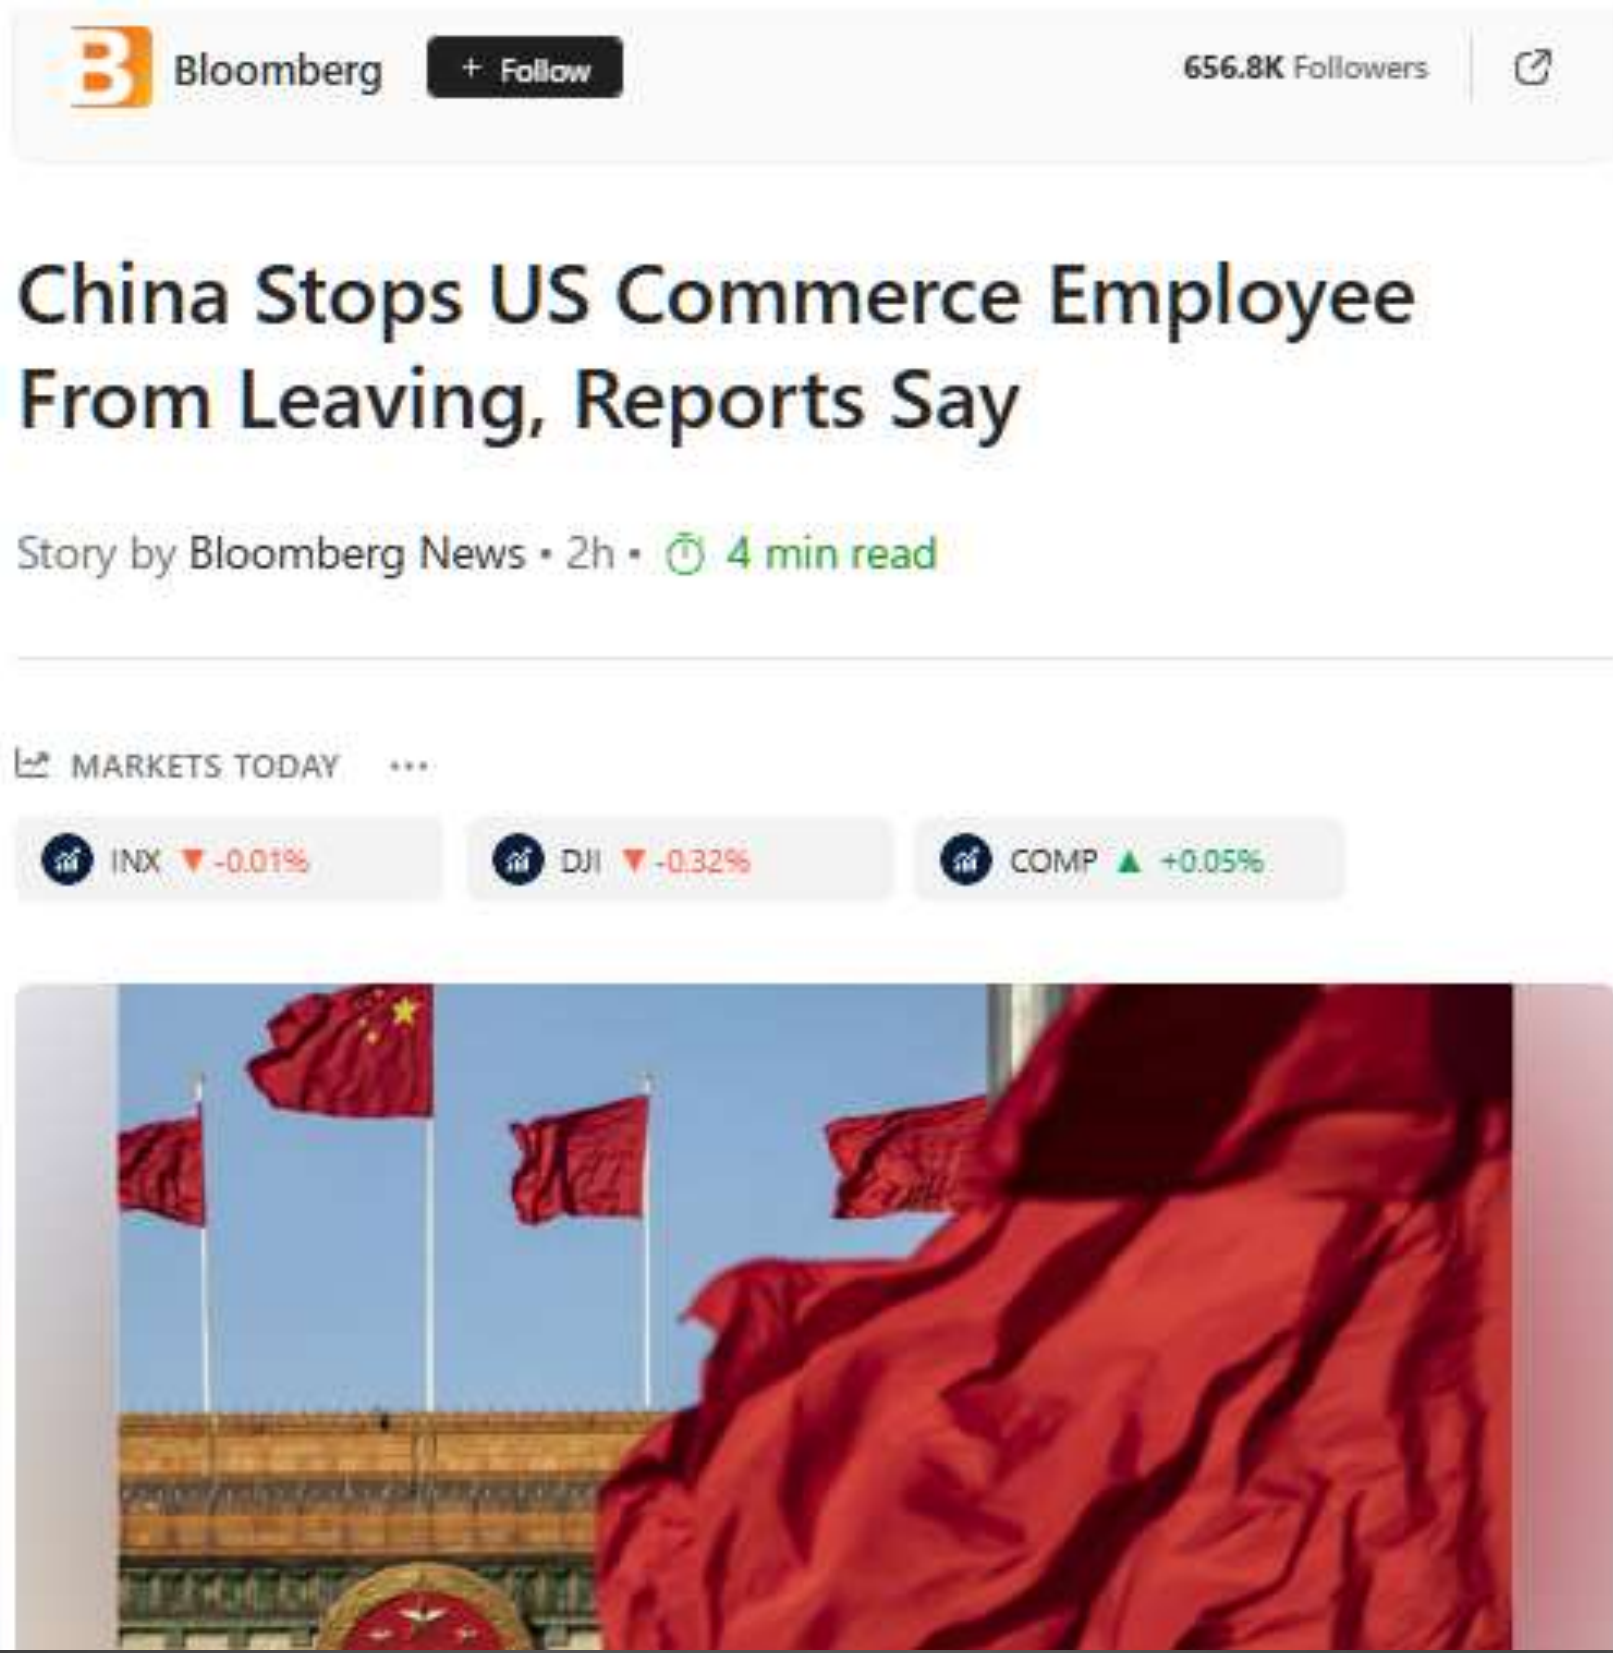 B Bloomberg + Follow 656.8K Followers
China Stops US Commerce Employee
From Leaving, Reports Say
Story by Bloomberg News • 2h • 4 min read
MARKETS TODAY ...
INX ▼ -0.01% DJI ▼ -0.32% COMP ▲ +0.05%